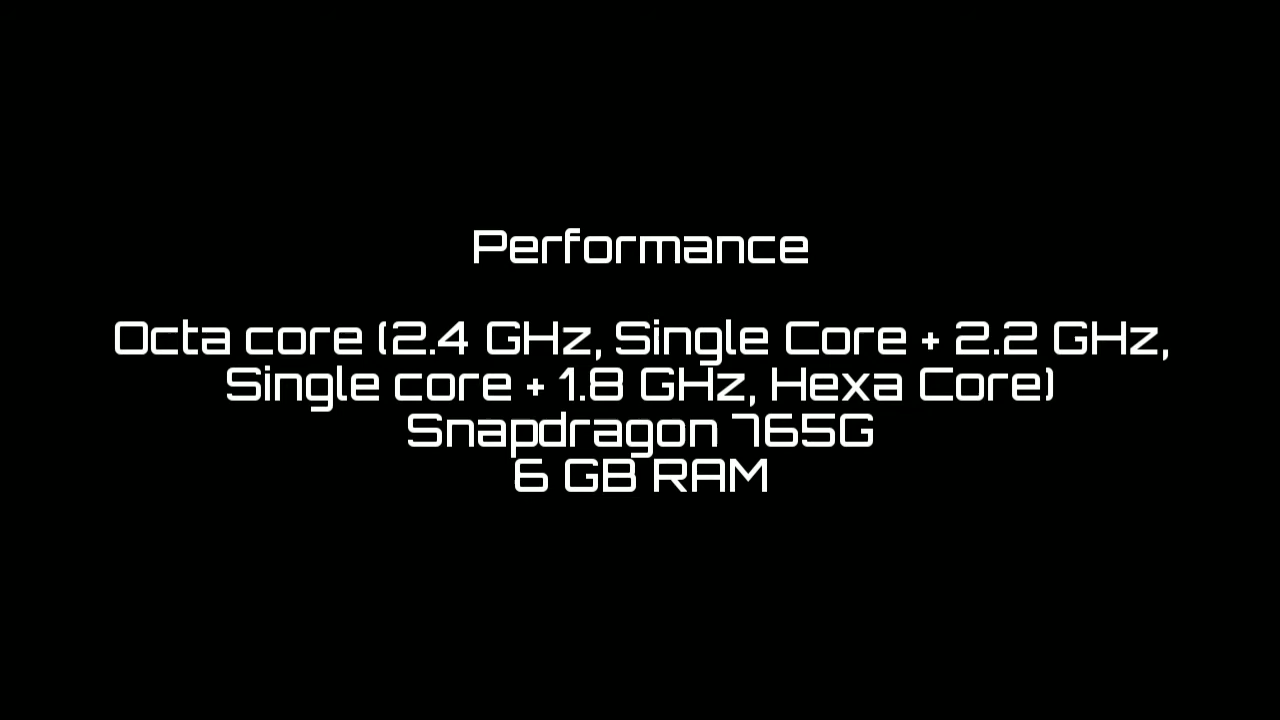 Performance
Octa core (2.4 GHz, Single Core + 2.2 GHz,
Single core + 1.8 GHz, Hexa Core)
Snapdragon 765G
6 GB RAM